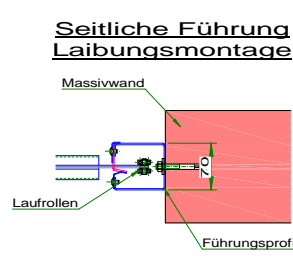 Seitliche Führung
Laibungsmontage
Massivwand
70
Laufrollen
Führungsprof